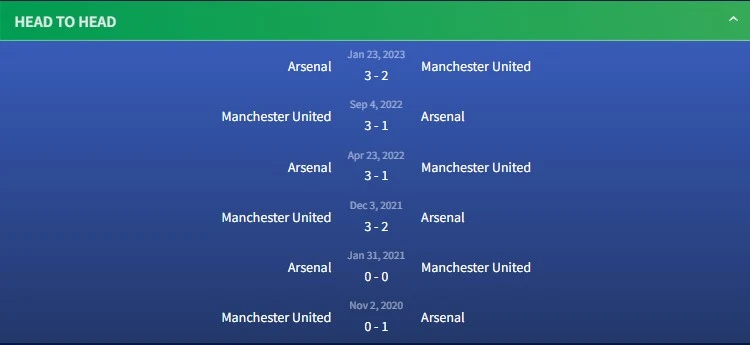 HEAD TO HEAD
Jan 23, 2023
Arsenal 3 - 2 Manchester United
Sep 4, 2022
Manchester United 3 - 1 Arsenal
Apr 23, 2022
Arsenal 3 - 1 Manchester United
Dec 3, 2021
Manchester United 3 - 2 Arsenal
Jan 31, 2021
Arsenal 0 - 0 Manchester United
Nov 2, 2020
Manchester United 0 - 1 Arsenal